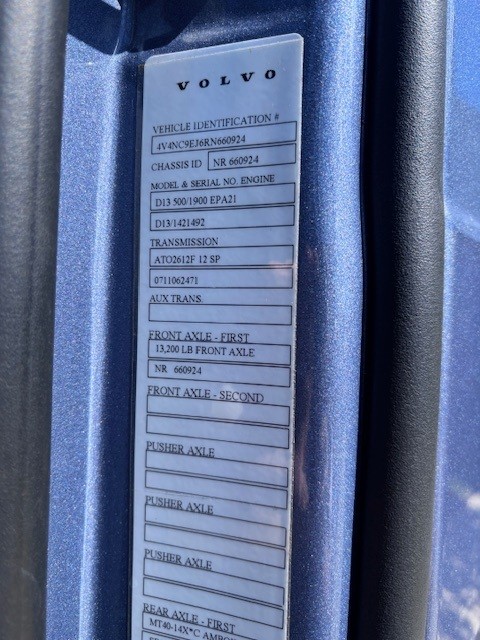 VOLVO
VEHICLE IDENTIFICATION #
4V4NC9EJ6RN660924
CHASSIS ID NR 660924
MODEL & SERIAL NO. ENGINE
D13 500/1900 EPA21
D13/1421492
TRANSMISSION
ATO2612F 12 SP
0711062471
AUX TRANS.
FRONT AXLE - FIRST
13,200 LB FRONT AXLE
NR 660924
FRONT AXLE - SECOND
PUSHER AXLE
PUSHER AXLE
PUSHER AXLE
REAR AXLE - FIRST
MT40-14X*C